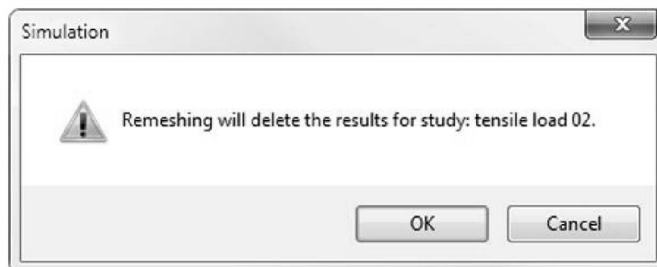 Simulation
Remeshing will delete the results for study: tensile load 02.
OK
Cancel